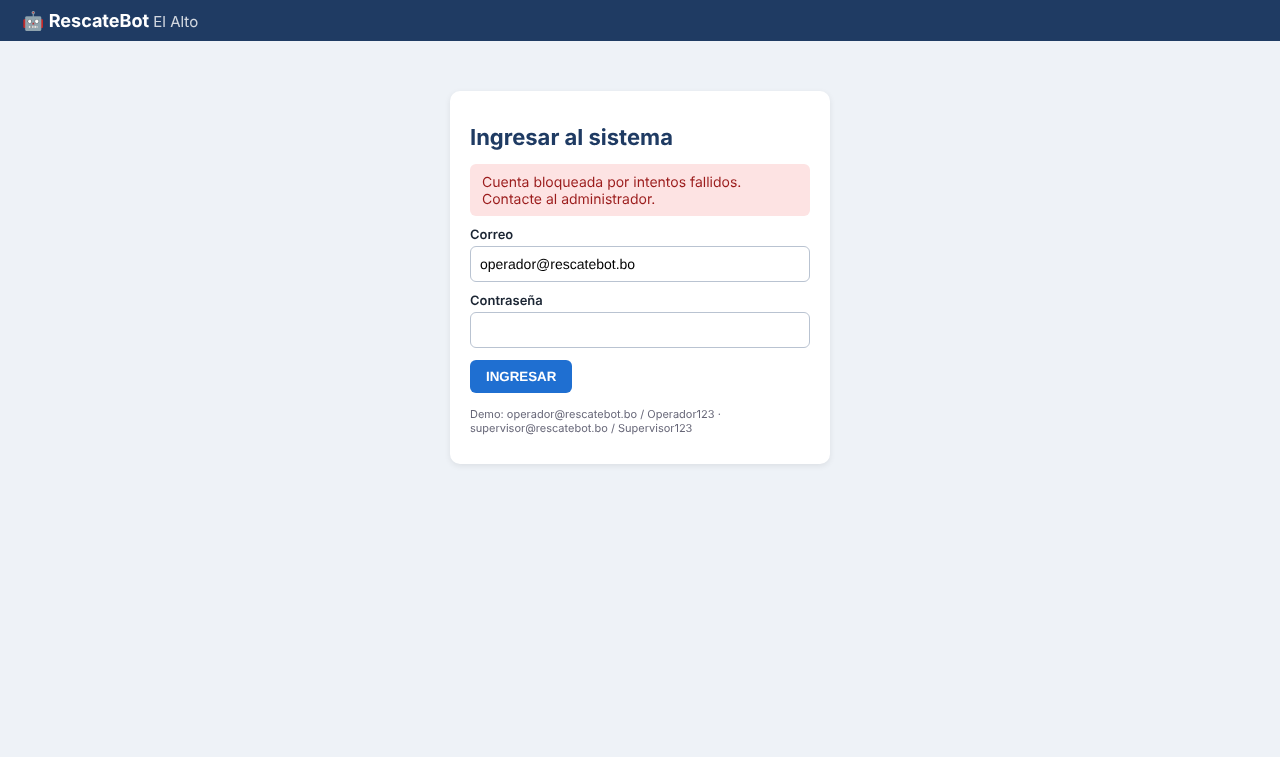 🤖 RescateBot El Alto
Ingresar al sistema
Cuenta bloqueada por intentos fallidos.
Contacte al administrador.
Correo
operador@rescatebot.bo
Contraseña
INGRESAR
Demo: operador@rescatebot.bo / Operador123 ·
supervisor@rescatebot.bo / Supervisor123